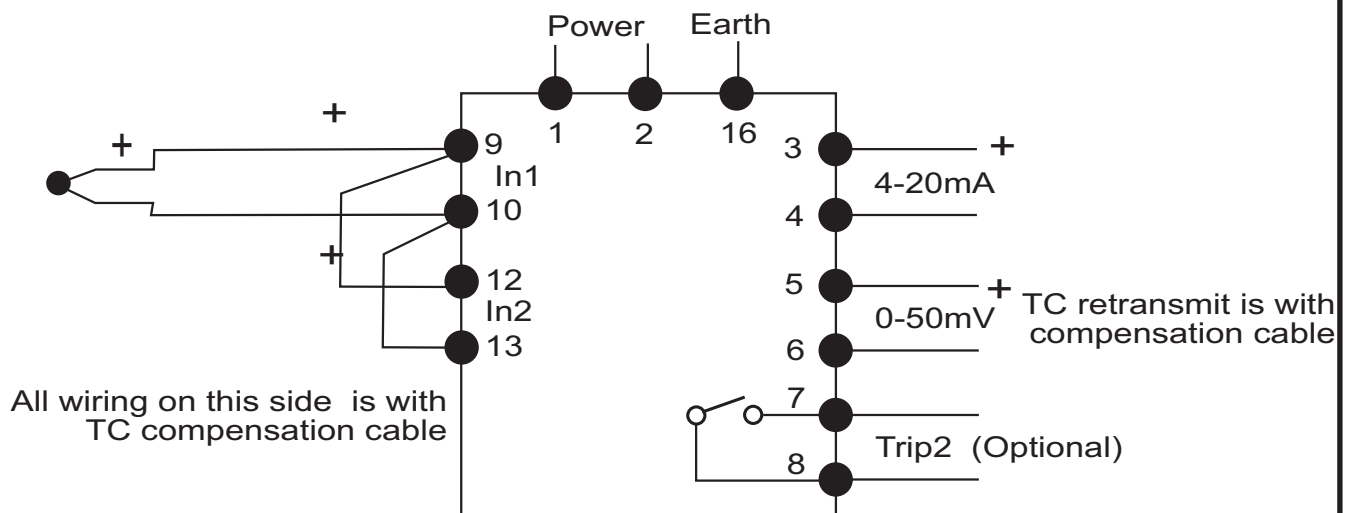 Power Earth
+ 1 2 16
+ 9 3 +
In1 4-20mA
10 4
+ 12 5 +
In2 0-50mV
13 6
TC retransmit is with
compensation cable
All wiring on this side is with
TC compensation cable
7
Trip2 (Optional)
8